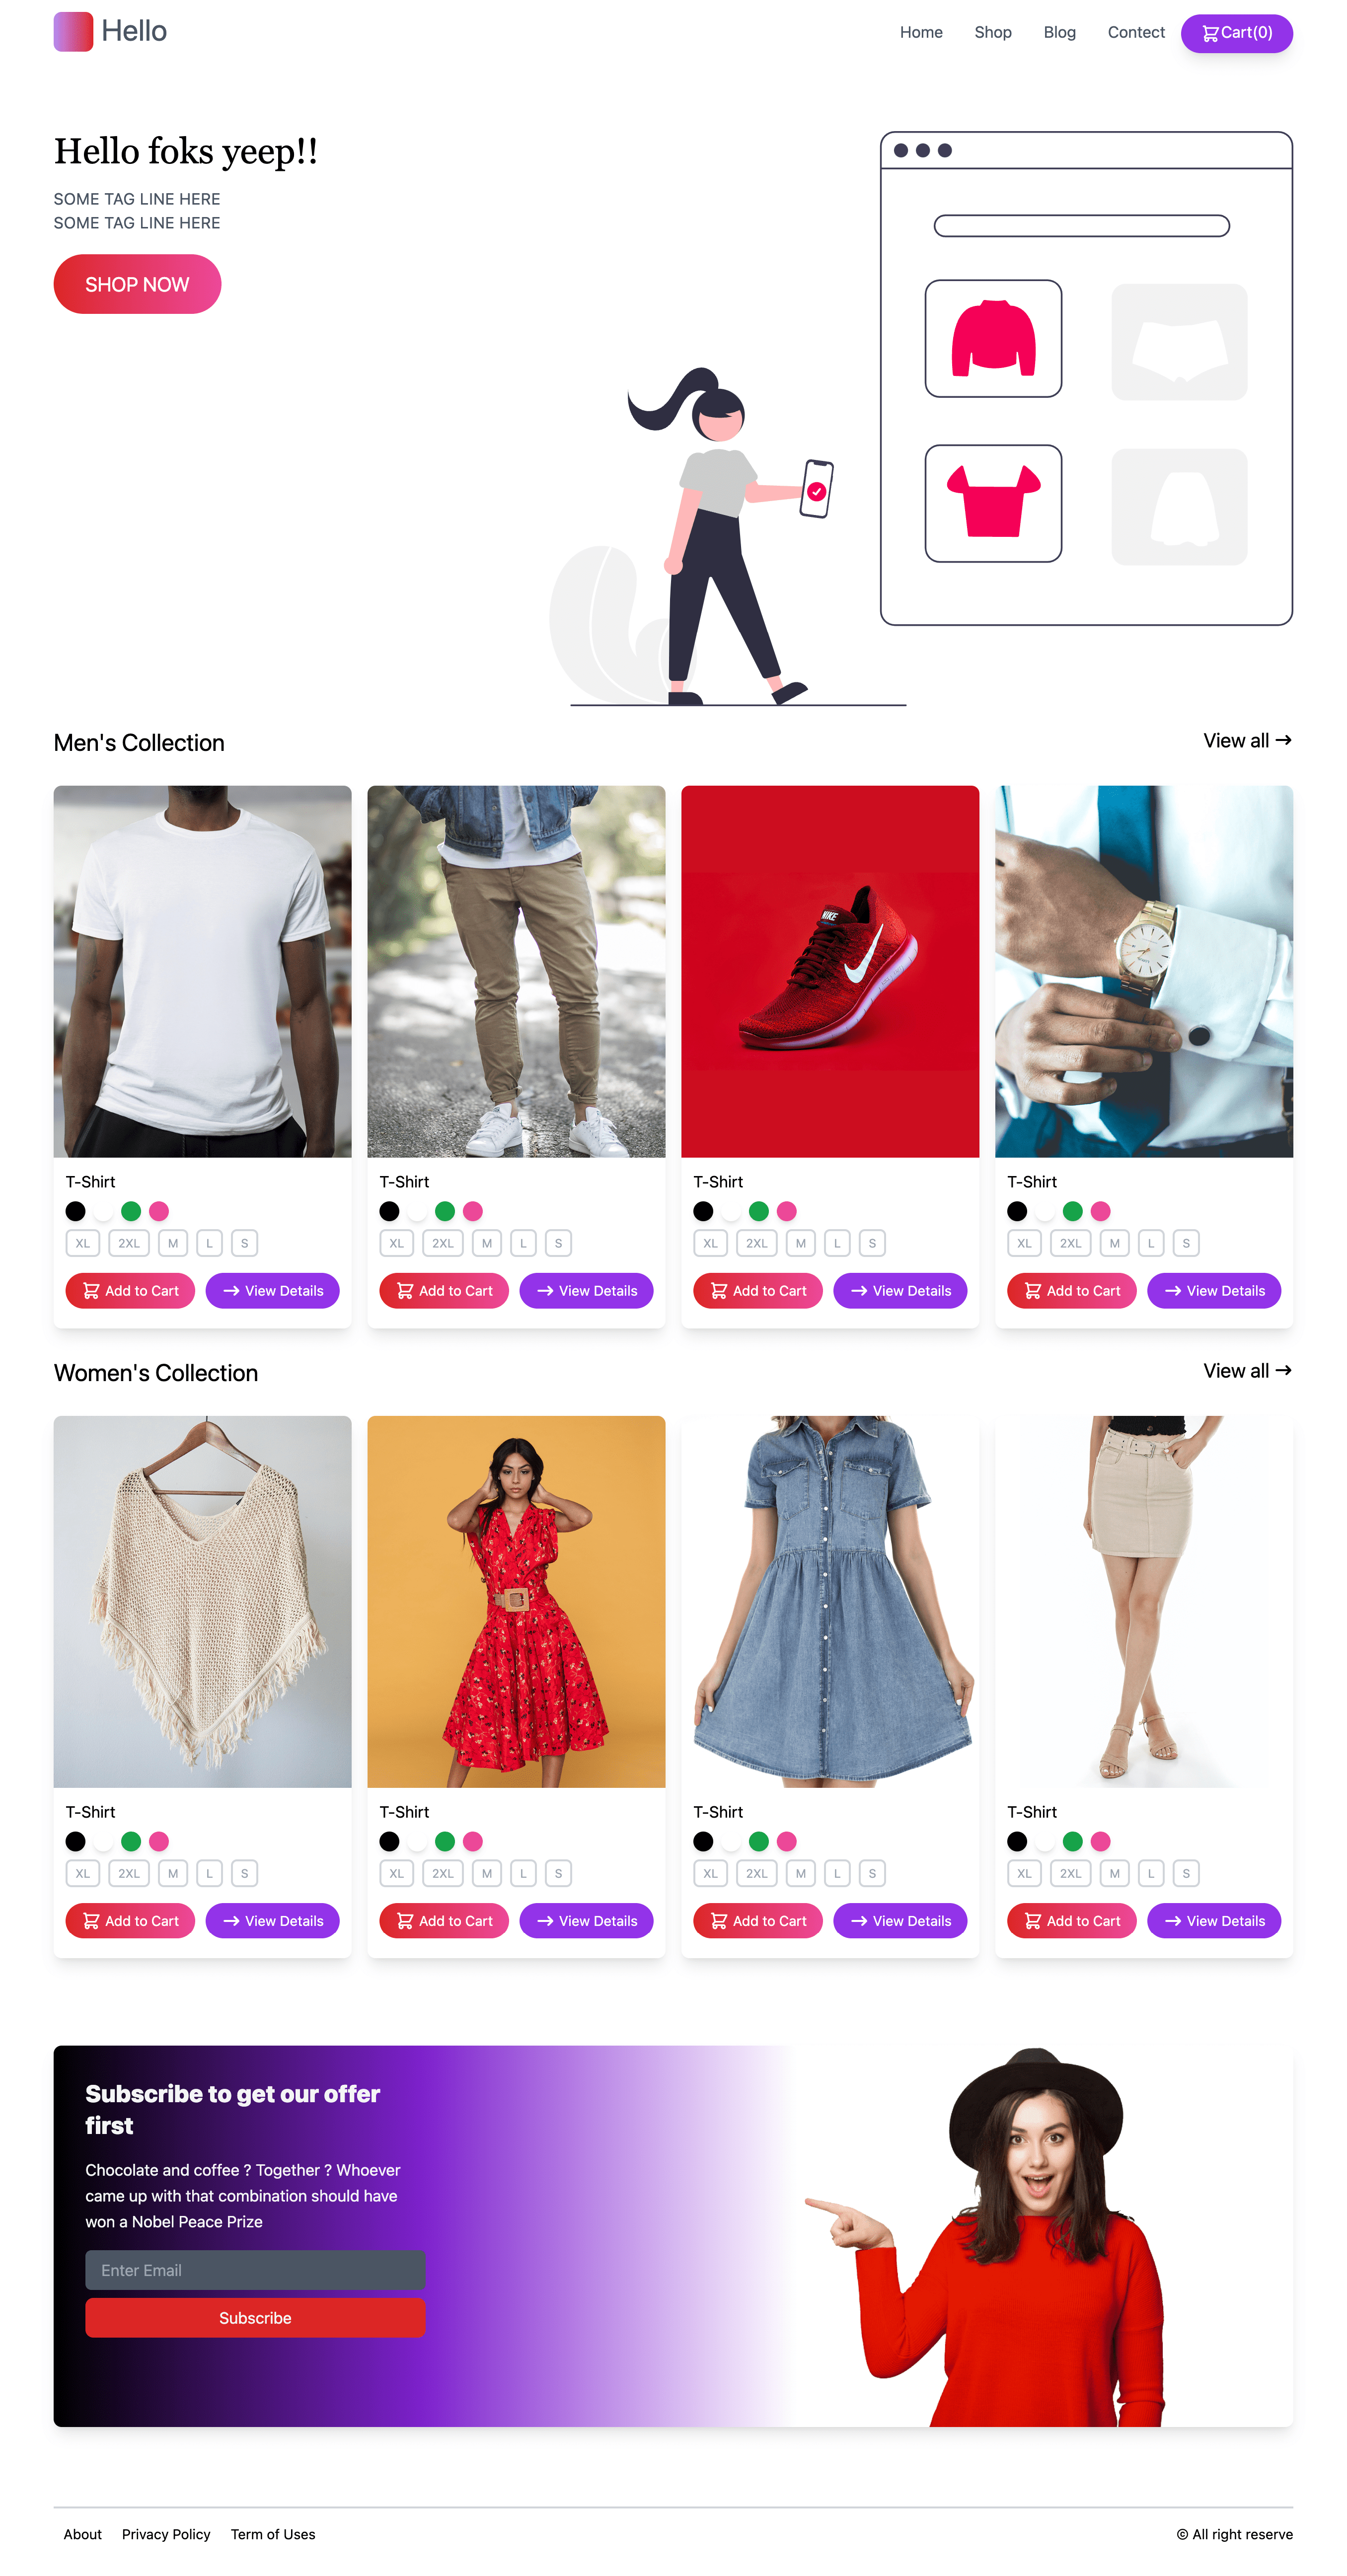 Hello
Home Shop Blog Contect Cart(0)
Hello foks yeep!!
SOME TAG LINE HERE
SOME TAG LINE HERE
SHOP NOW
Men's Collection View all →
NIKE
T-Shirt T-Shirt T-Shirt T-Shirt
XL 2XL M L S XL 2XL M L S XL 2XL M L S XL 2XL M L S
Add to Cart → View Details Add to Cart → View Details Add to Cart → View Details Add to Cart → View Details
Women's Collection View all →
T-Shirt T-Shirt T-Shirt T-Shirt
XL 2XL M L S XL 2XL M L S XL 2XL M L S XL 2XL M L S
Add to Cart → View Details Add to Cart → View Details Add to Cart → View Details Add to Cart → View Details
Subscribe to get our offer
first
Chocolate and coffee ? Together ? Whoever
came up with that combination should have
won a Nobel Peace Prize
Enter Email
Subscribe
About Privacy Policy Term of Uses © All right reserve